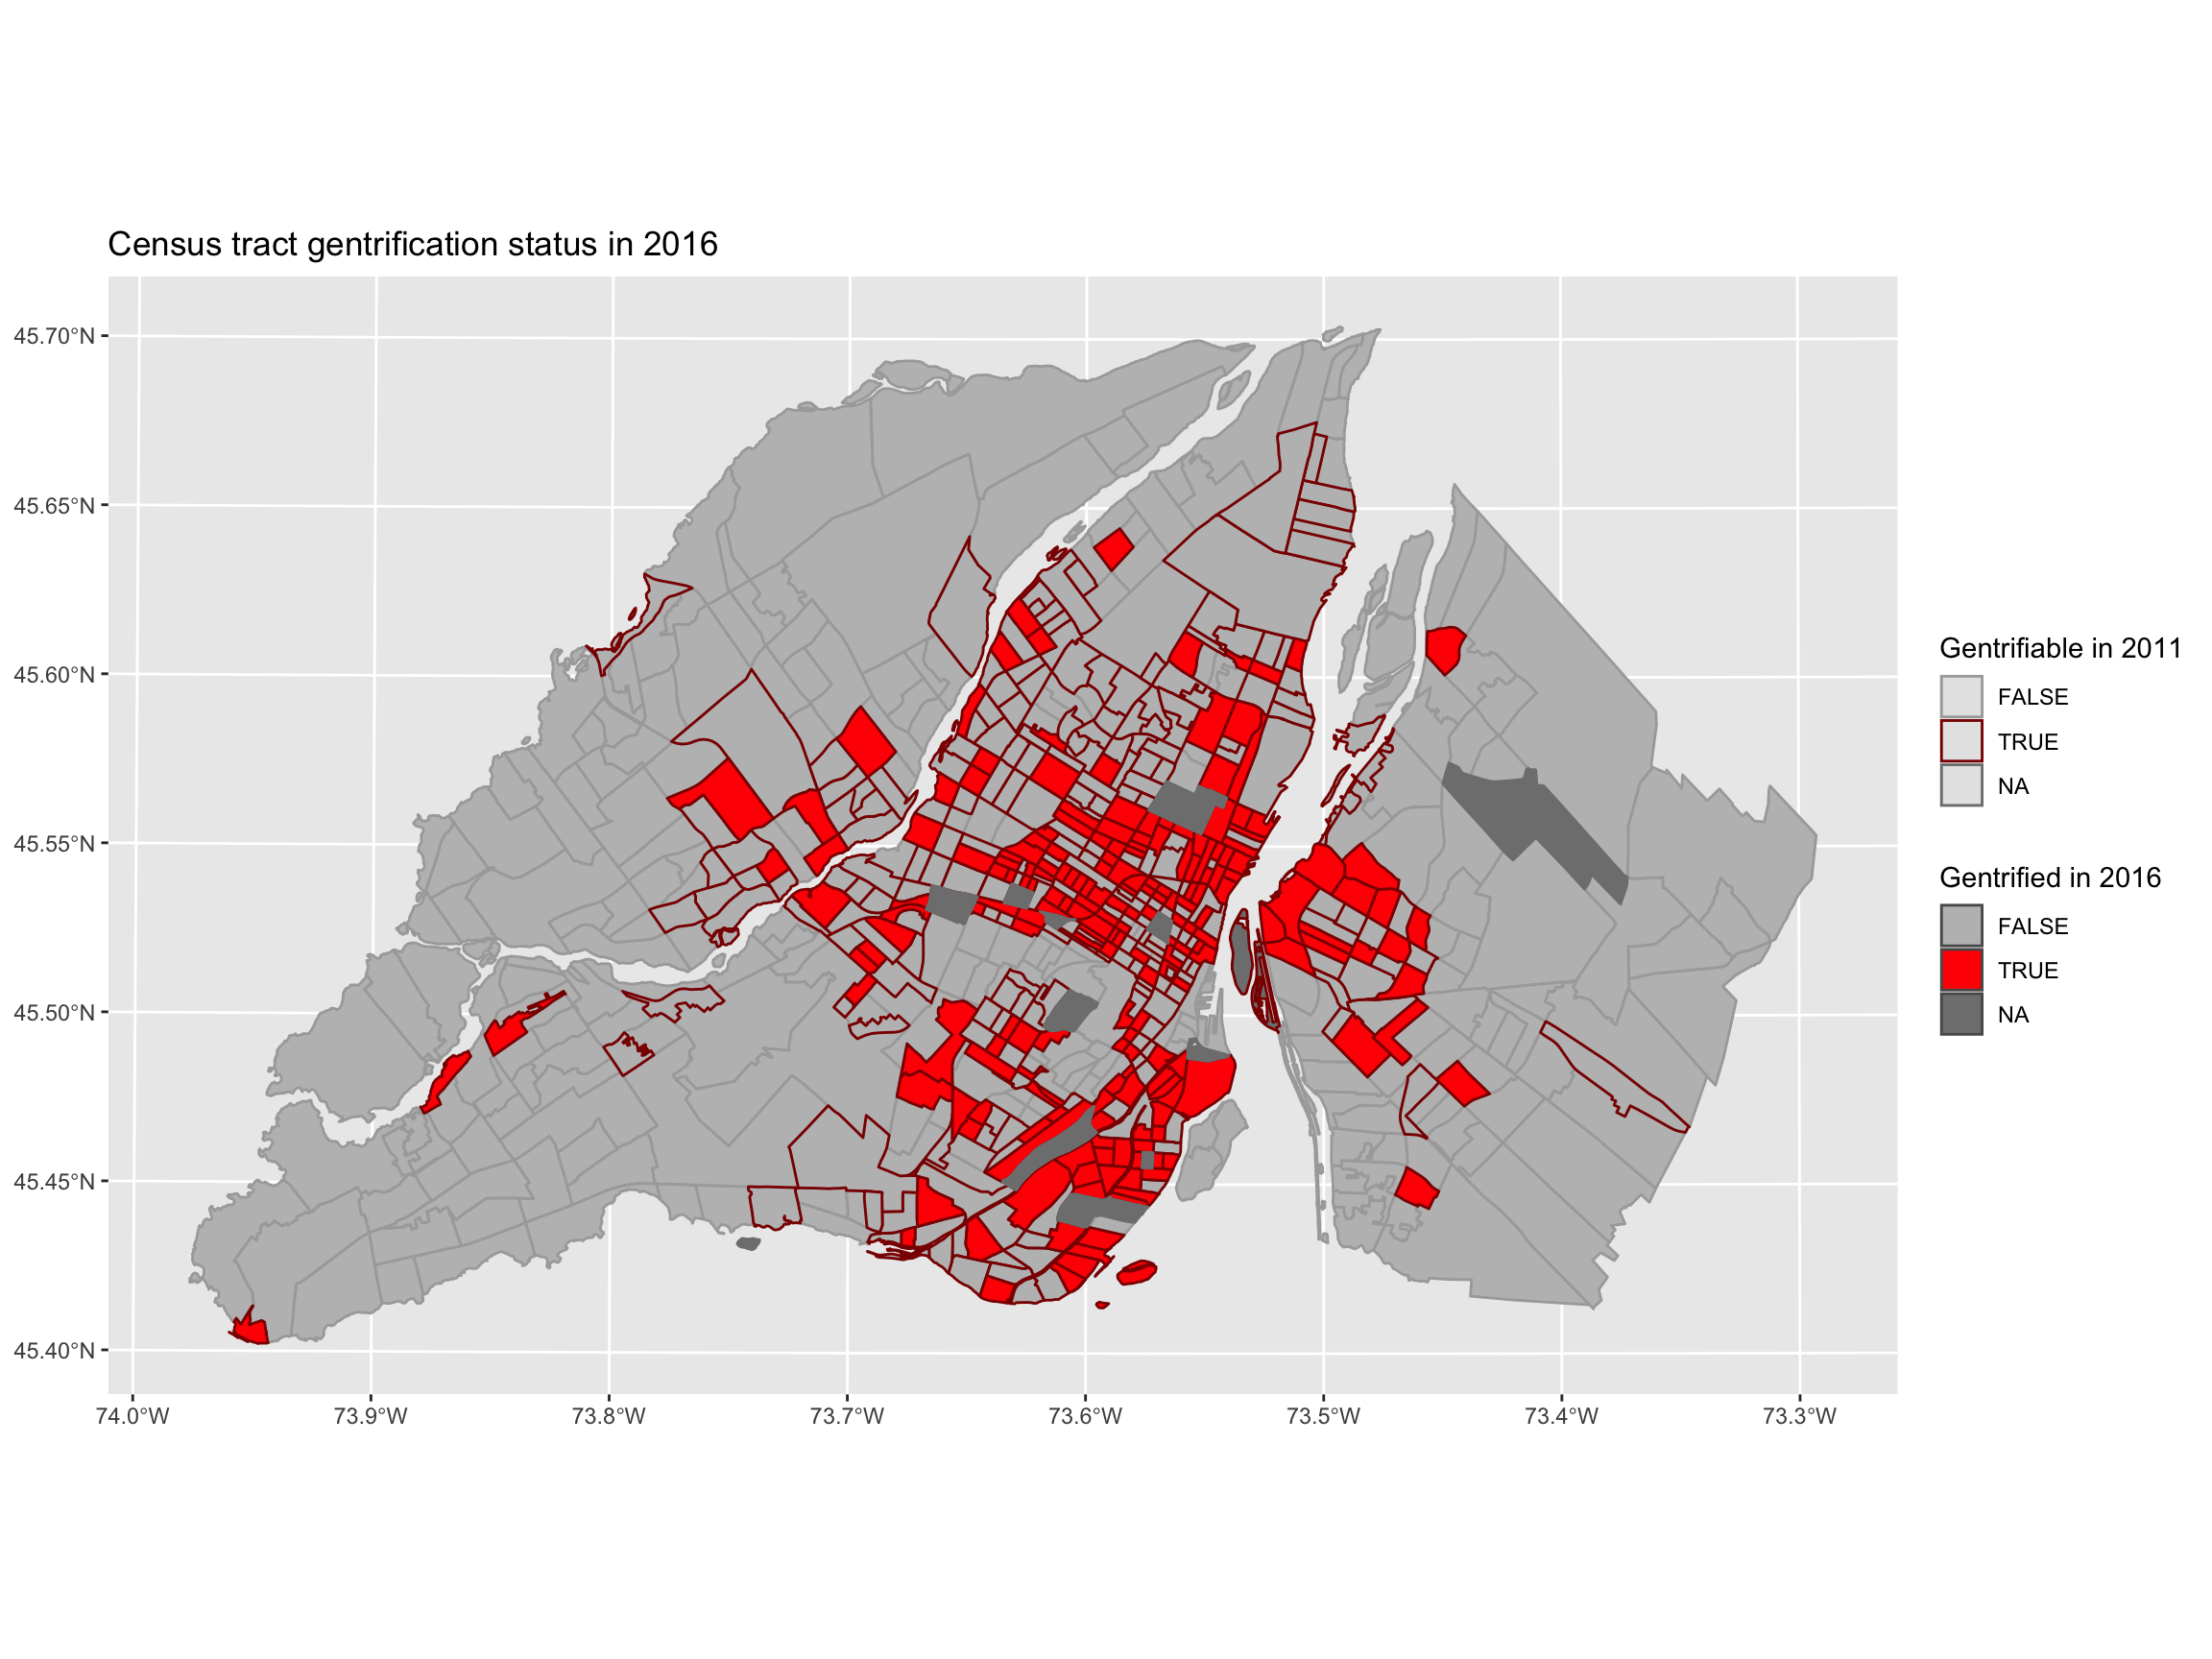 Census tract gentrification status in 2016
45.70°N
45.65°N
45.60°N
45.55°N
45.50°N
45.45°N
45.40°N
74.0°W
73.9°W
73.8°W
73.7°W
73.6°W
73.5°W
73.4°W
73.3°W
Gentrifiable in 2011
FALSE
TRUE
NA
Gentrified in 2016
FALSE
TRUE
NA